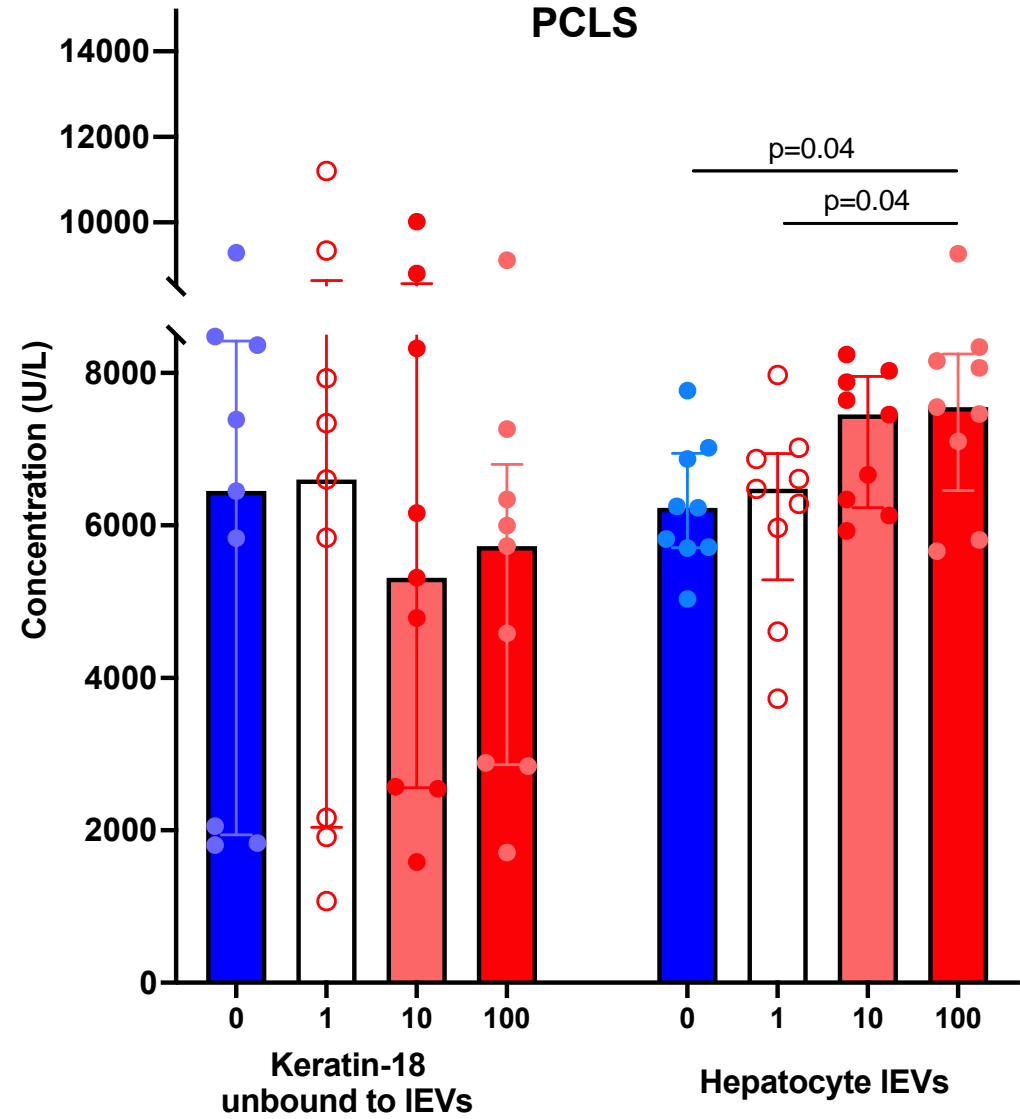 PCLS
14000
12000
10000
8000
6000
4000
2000
0
Concentration (U/L)
p=0.04
p=0.04
0 1 10 100 0 1 10 100
Keratin-18
unbound to lEVs
Hepatocyte lEVs